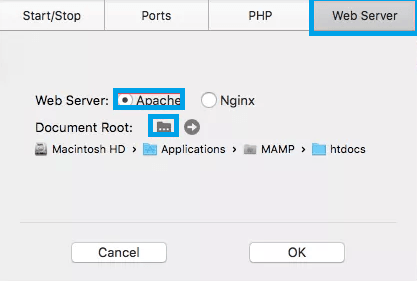 Start/Stop Ports PHP Web Server
Web Server: Apache Nginx
Document Root:
Macintosh HD › Applications › MAMP › htdocs
Cancel OK